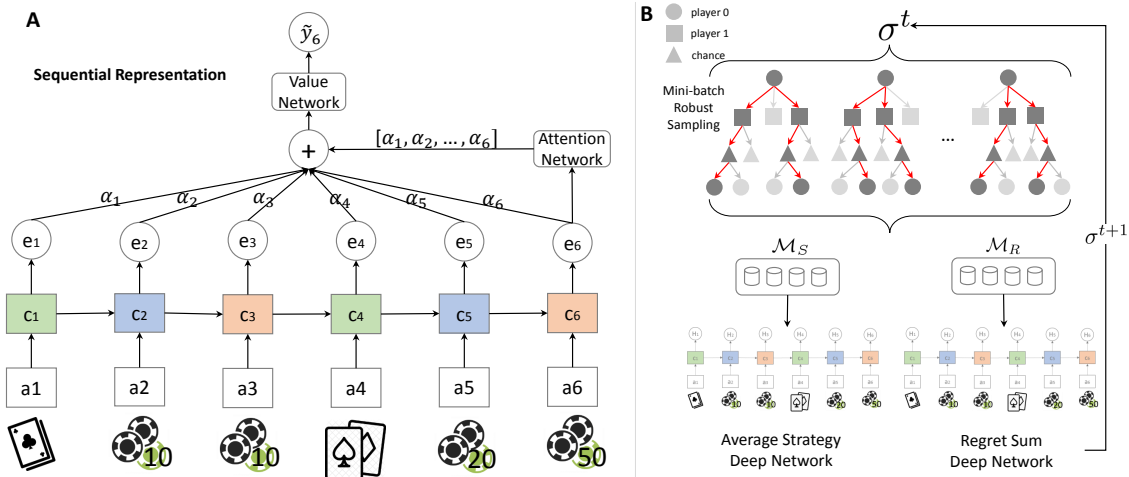 A
Sequential Representation
ỹ₆
Value
Network
+
[α₁, α₂, ... , α₆]
Attention
Network
α₁ α₂ α₃ α₄ α₅ α₆
e₁ e₂ e₃ e₄ e₅ e₆
c₁ c₂ c₃ c₄ c₅ c₆
a1 a2 a3 a4 a5 a6
10 10 20 50
B
player 0
player 1
chance
σᵗ
Mini-batch
Robust
Sampling
...
σᵗ⁺¹
ℳ_S ℳ_R
10 10 20 50 10 10 20 50
Average Strategy
Deep Network
Regret Sum
Deep Network